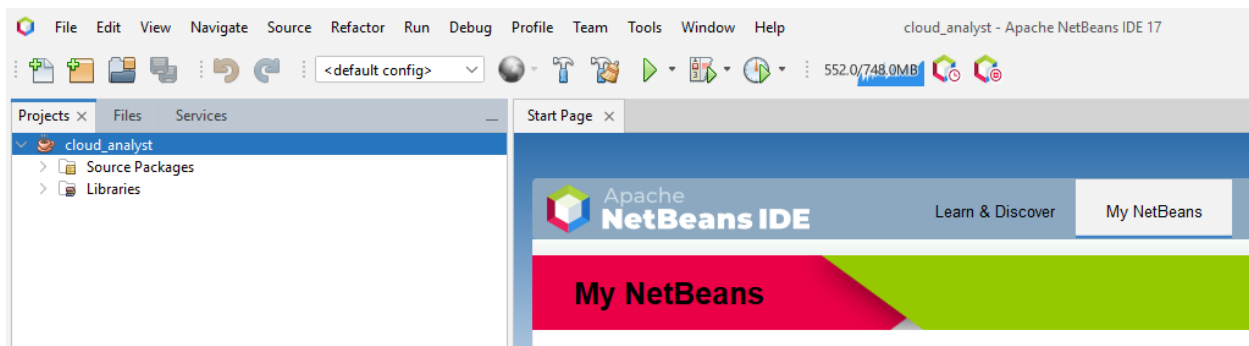 File Edit View Navigate Source Refactor Run Debug Profile Team Tools Window Help cloud_analyst - Apache NetBeans IDE 17
<default config> 552.0/748.0MB
Projects Files Services Start Page
cloud_analyst
Source Packages
Libraries
Apache
NetBeans IDE
Learn & Discover My NetBeans
My NetBeans